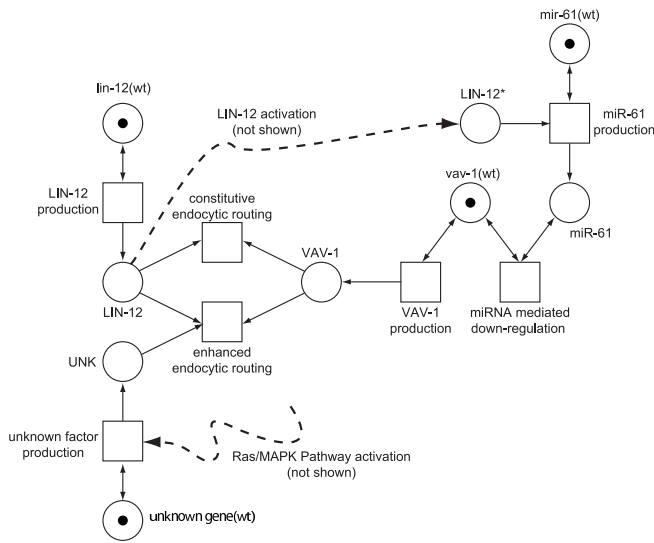 mir-61(wt)
lin-12(wt)
LIN-12*
LIN-12 activation
(not shown)
miR-61
production
vav-1(wt)
LIN-12
production
constitutive
endocytic routing
miR-61
VAV-1
LIN-12
VAV-1
production
miRNA mediated
down-regulation
UNK
enhanced
endocytic routing
unknown factor
production
Ras/MAPK Pathway activation
(not shown)
unknown gene(wt)